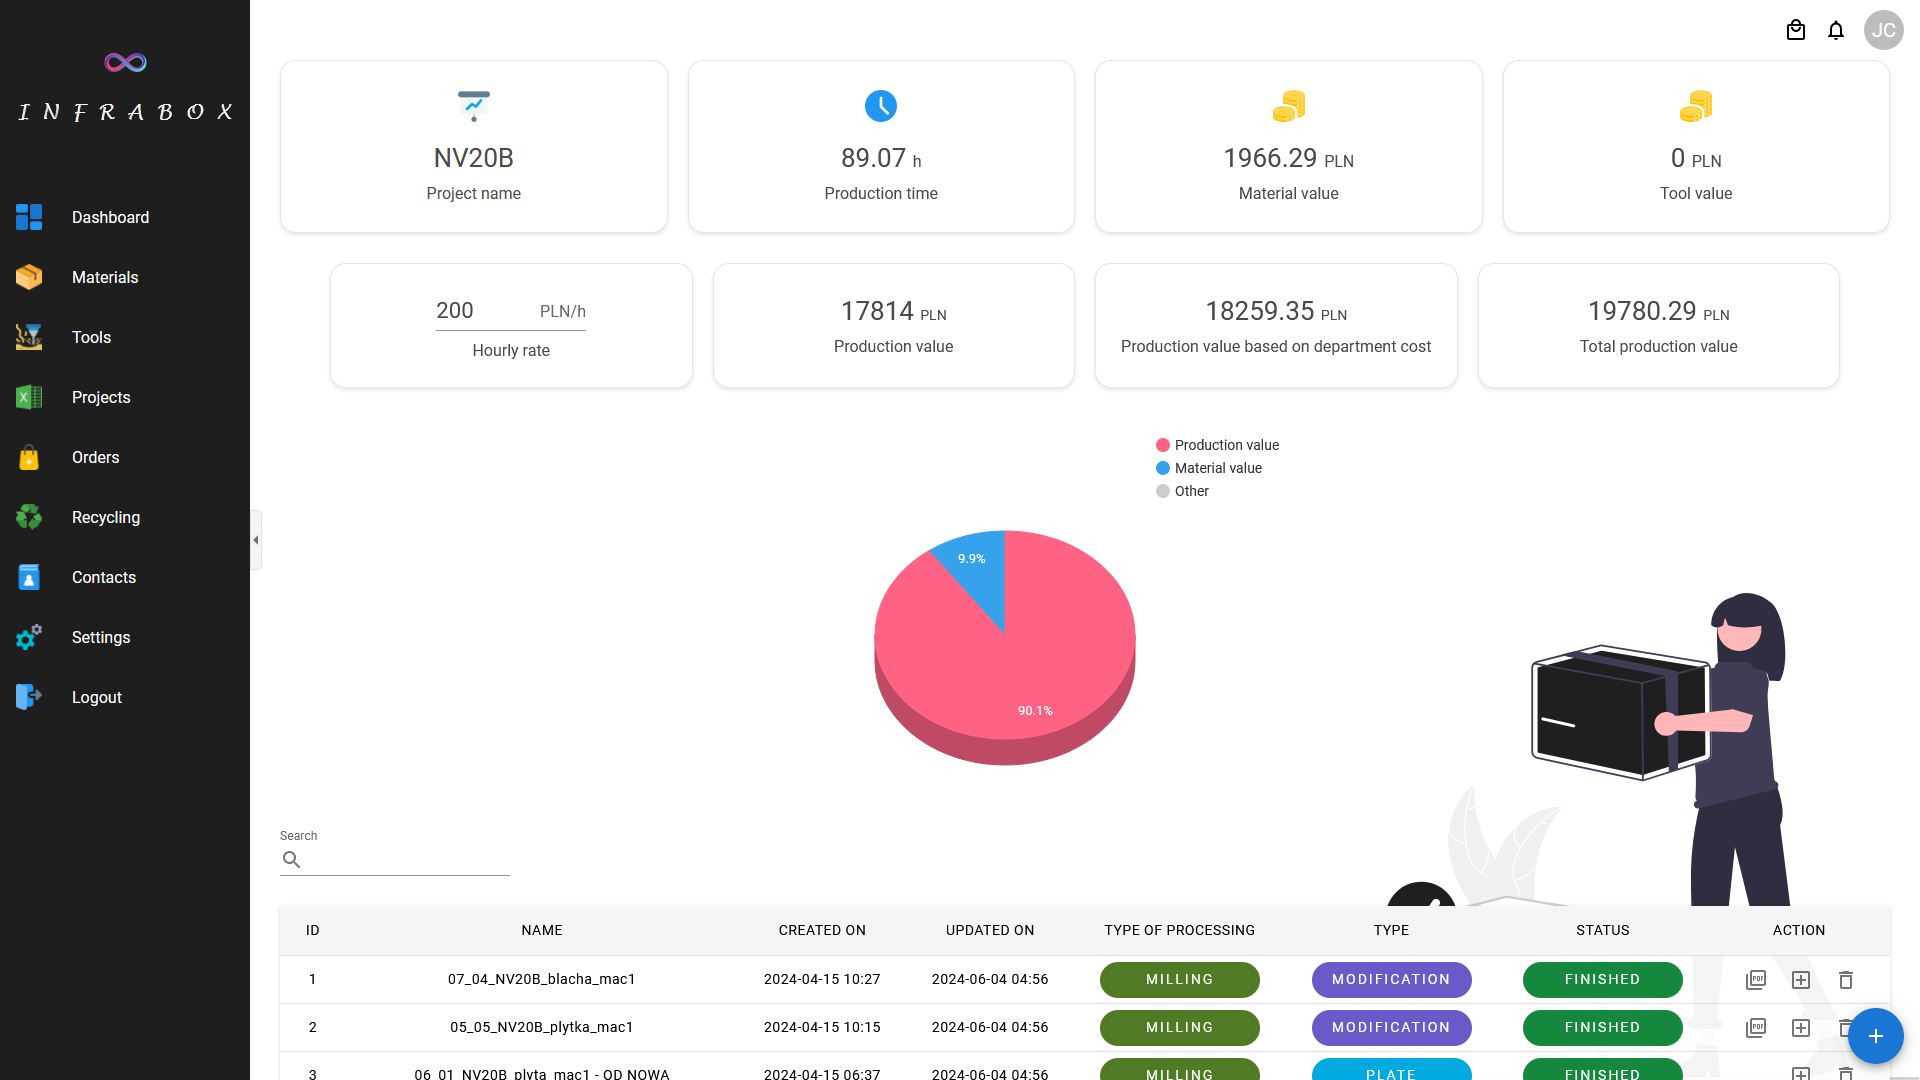 JC
INFRABOX
Dashboard
Materials
Tools
Projects
Orders
Recycling
Contacts
Settings
Logout
NV20B
Project name
89.07 h
Production time
1966.29 PLN
Material value
0 PLN
Tool value
200 PLN/h
Hourly rate
17814 PLN
Production value
18259.35 PLN
Production value based on department cost
19780.29 PLN
Total production value
Production value
Material value
Other
9.9%
90.1%
Search
ID NAME CREATED ON UPDATED ON TYPE OF PROCESSING TYPE STATUS ACTION
1 07_04_NV20B_blacha_mac1 2024-04-15 10:27 2024-06-04 04:56 MILLING MODIFICATION FINISHED PDF
2 05_05_NV20B_plytka_mac1 2024-04-15 10:15 2024-06-04 04:56 MILLING MODIFICATION FINISHED PDF
3 06_01_NV20B_plyta_mac1 - OD NOWA 2024-04-15 06:37 2024-06-04 04:56 MILLING PLATE FINISHED